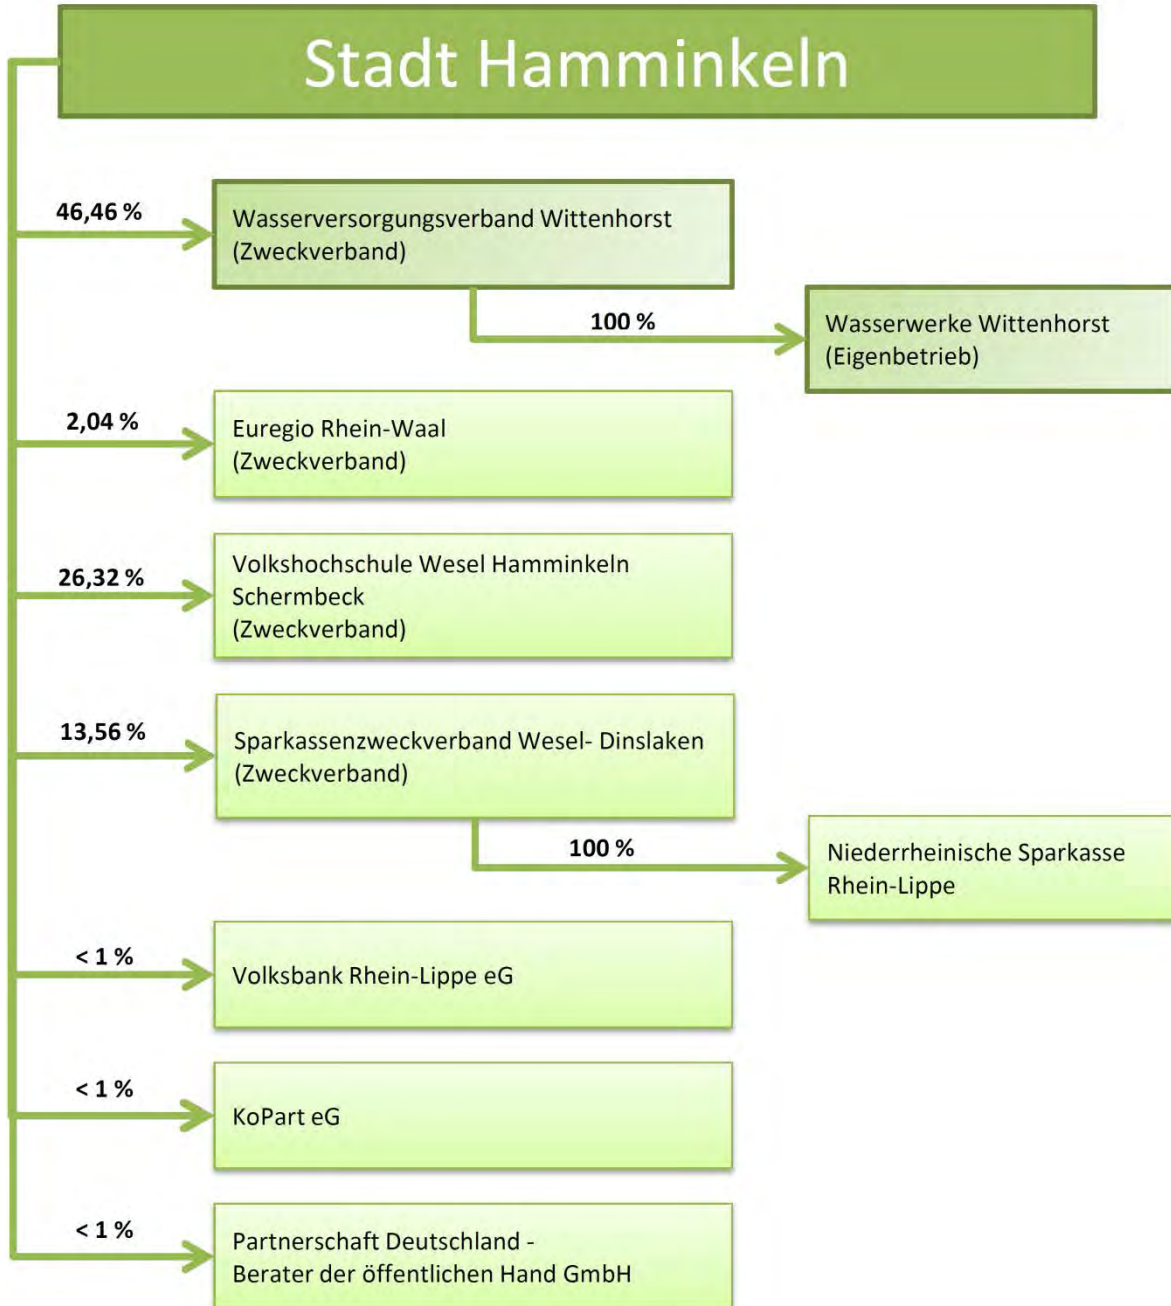 Stadt Hamminkeln
46,46 %
Wasserversorgungsverband Wittenhorst
(Zweckverband)
100 %
Wasserwerke Wittenhorst
(Eigenbetrieb)
2,04 %
Euregio Rhein-Waal
(Zweckverband)
26,32 %
Volkshochschule Wesel Hamminkeln
Schermbeck
(Zweckverband)
13,56 %
Sparkassenzweckverband Wesel- Dinslaken
(Zweckverband)
100 %
Niederrheinische Sparkasse
Rhein-Lippe
< 1 %
Volksbank Rhein-Lippe eG
< 1 %
KoPart eG
< 1 %
Partnerschaft Deutschland -
Berater der öffentlichen Hand GmbH